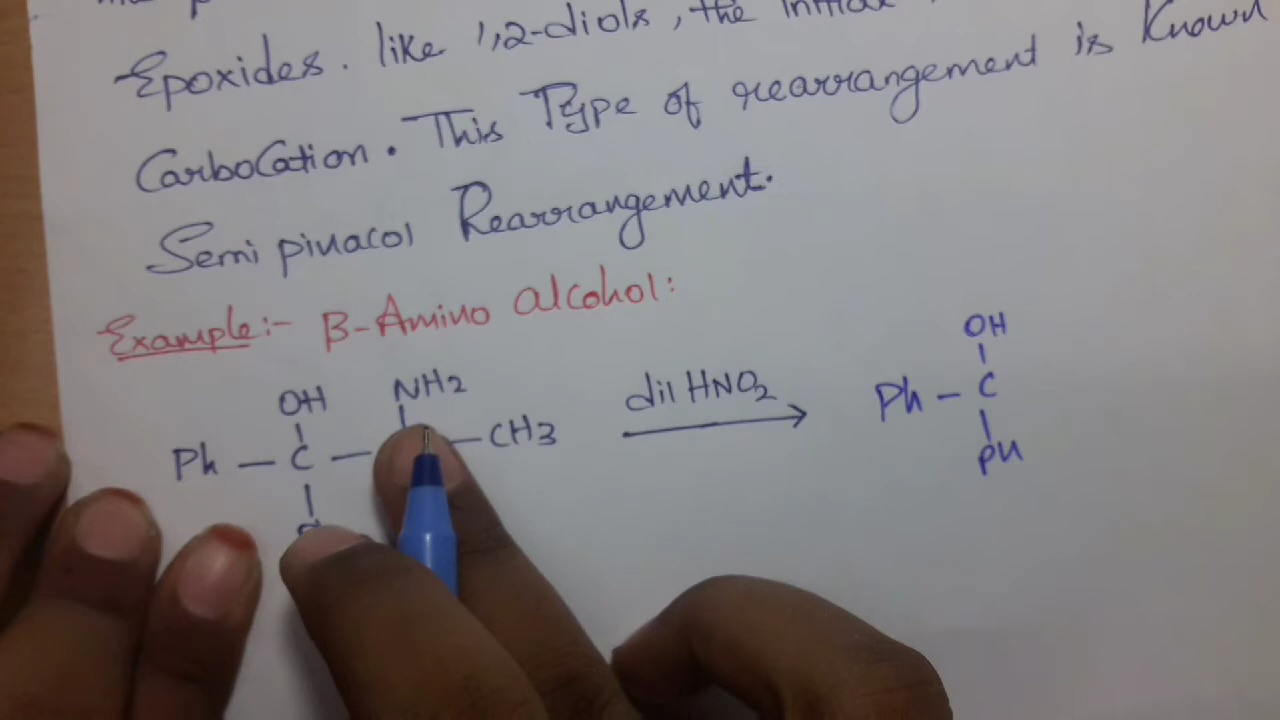 Epoxides. like 1,2-diols, the
Carbocation. This Type of rearrangement is Known
Semi pinacol Rearrangement.
Example:- β-Amino alcohol:
OH NH2 dil HNO2 OH
Ph - C - - CH3 Ph - C
Ph